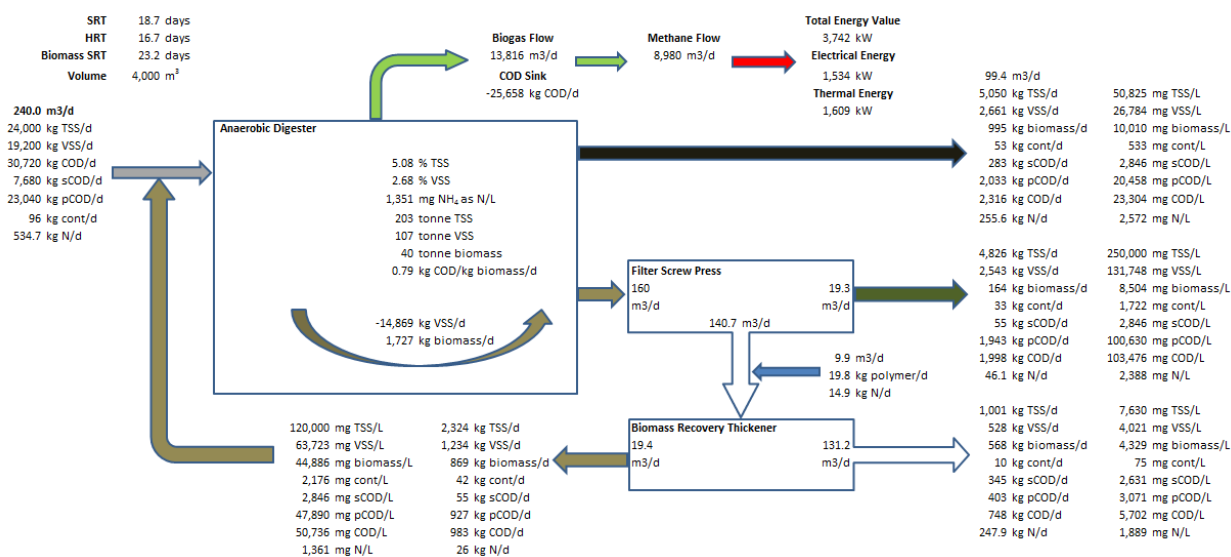 SRT 18.7 days
HRT 16.7 days
Biomass SRT 23.2 days
Volume 4,000 m³
Biogas Flow
13,816 m3/d
COD Sink
-25,658 kg COD/d
Methane Flow
8,980 m3/d
Total Energy Value
3,742 kW
Electrical Energy
1,534 kW
Thermal Energy
1,609 kW
240.0 m3/d
24,000 kg TSS/d
19,200 kg VSS/d
30,720 kg COD/d
7,680 kg sCOD/d
23,040 kg pCOD/d
96 kg cont/d
534.7 kg N/d
Anaerobic Digester
5.08 % TSS
2.68 % VSS
1,351 mg NH₄ as N/L
203 tonne TSS
107 tonne VSS
40 tonne biomass
0.79 kg COD/kg biomass/d
-14,869 kg VSS/d
1,727 kg biomass/d
99.4 m3/d
5,050 kg TSS/d 50,825 mg TSS/L
2,661 kg VSS/d 26,784 mg VSS/L
995 kg biomass/d 10,010 mg biomass/L
53 kg cont/d 533 mg cont/L
283 kg sCOD/d 2,846 mg sCOD/L
2,033 kg pCOD/d 20,458 mg pCOD/L
2,316 kg COD/d 23,304 mg COD/L
255.6 kg N/d 2,572 mg N/L
Filter Screw Press
160 19.3
m3/d m3/d
140.7 m3/d
4,826 kg TSS/d 250,000 mg TSS/L
2,543 kg VSS/d 131,748 mg VSS/L
164 kg biomass/d 8,504 mg biomass/L
33 kg cont/d 1,722 mg cont/L
55 kg sCOD/d 2,846 mg sCOD/L
1,943 kg pCOD/d 100,630 mg pCOD/L
1,998 kg COD/d 103,476 mg COD/L
46.1 kg N/d 2,388 mg N/L
9.9 m3/d
19.8 kg polymer/d
14.9 kg N/d
Biomass Recovery Thickener
19.4 131.2
m3/d m3/d
1,001 kg TSS/d 7,630 mg TSS/L
528 kg VSS/d 4,021 mg VSS/L
568 kg biomass/d 4,329 mg biomass/L
10 kg cont/d 75 mg cont/L
345 kg sCOD/d 2,631 mg sCOD/L
403 kg pCOD/d 3,071 mg pCOD/L
748 kg COD/d 5,702 mg COD/L
247.9 kg N/d 1,889 mg N/L
120,000 mg TSS/L 2,324 kg TSS/d
63,723 mg VSS/L 1,234 kg VSS/d
44,886 mg biomass/L 869 kg biomass/d
2,176 mg cont/L 42 kg cont/d
2,846 mg sCOD/L 55 kg sCOD/d
47,890 mg pCOD/L 927 kg pCOD/d
50,736 mg COD/L 983 kg COD/d
1,361 mg N/L 26 kg N/d